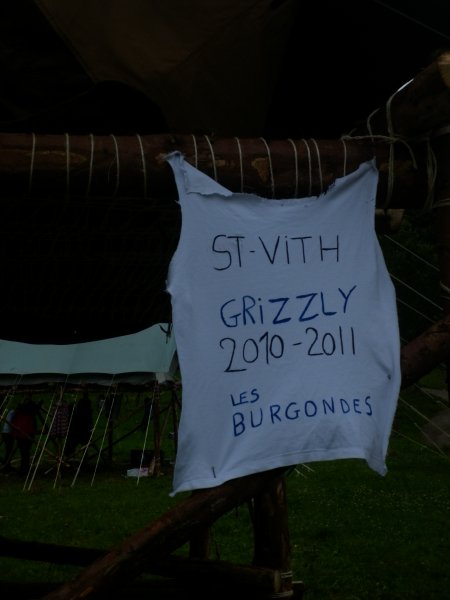 ST-VITH
GRIZZLY
2010-2011
LES
BURGONDES